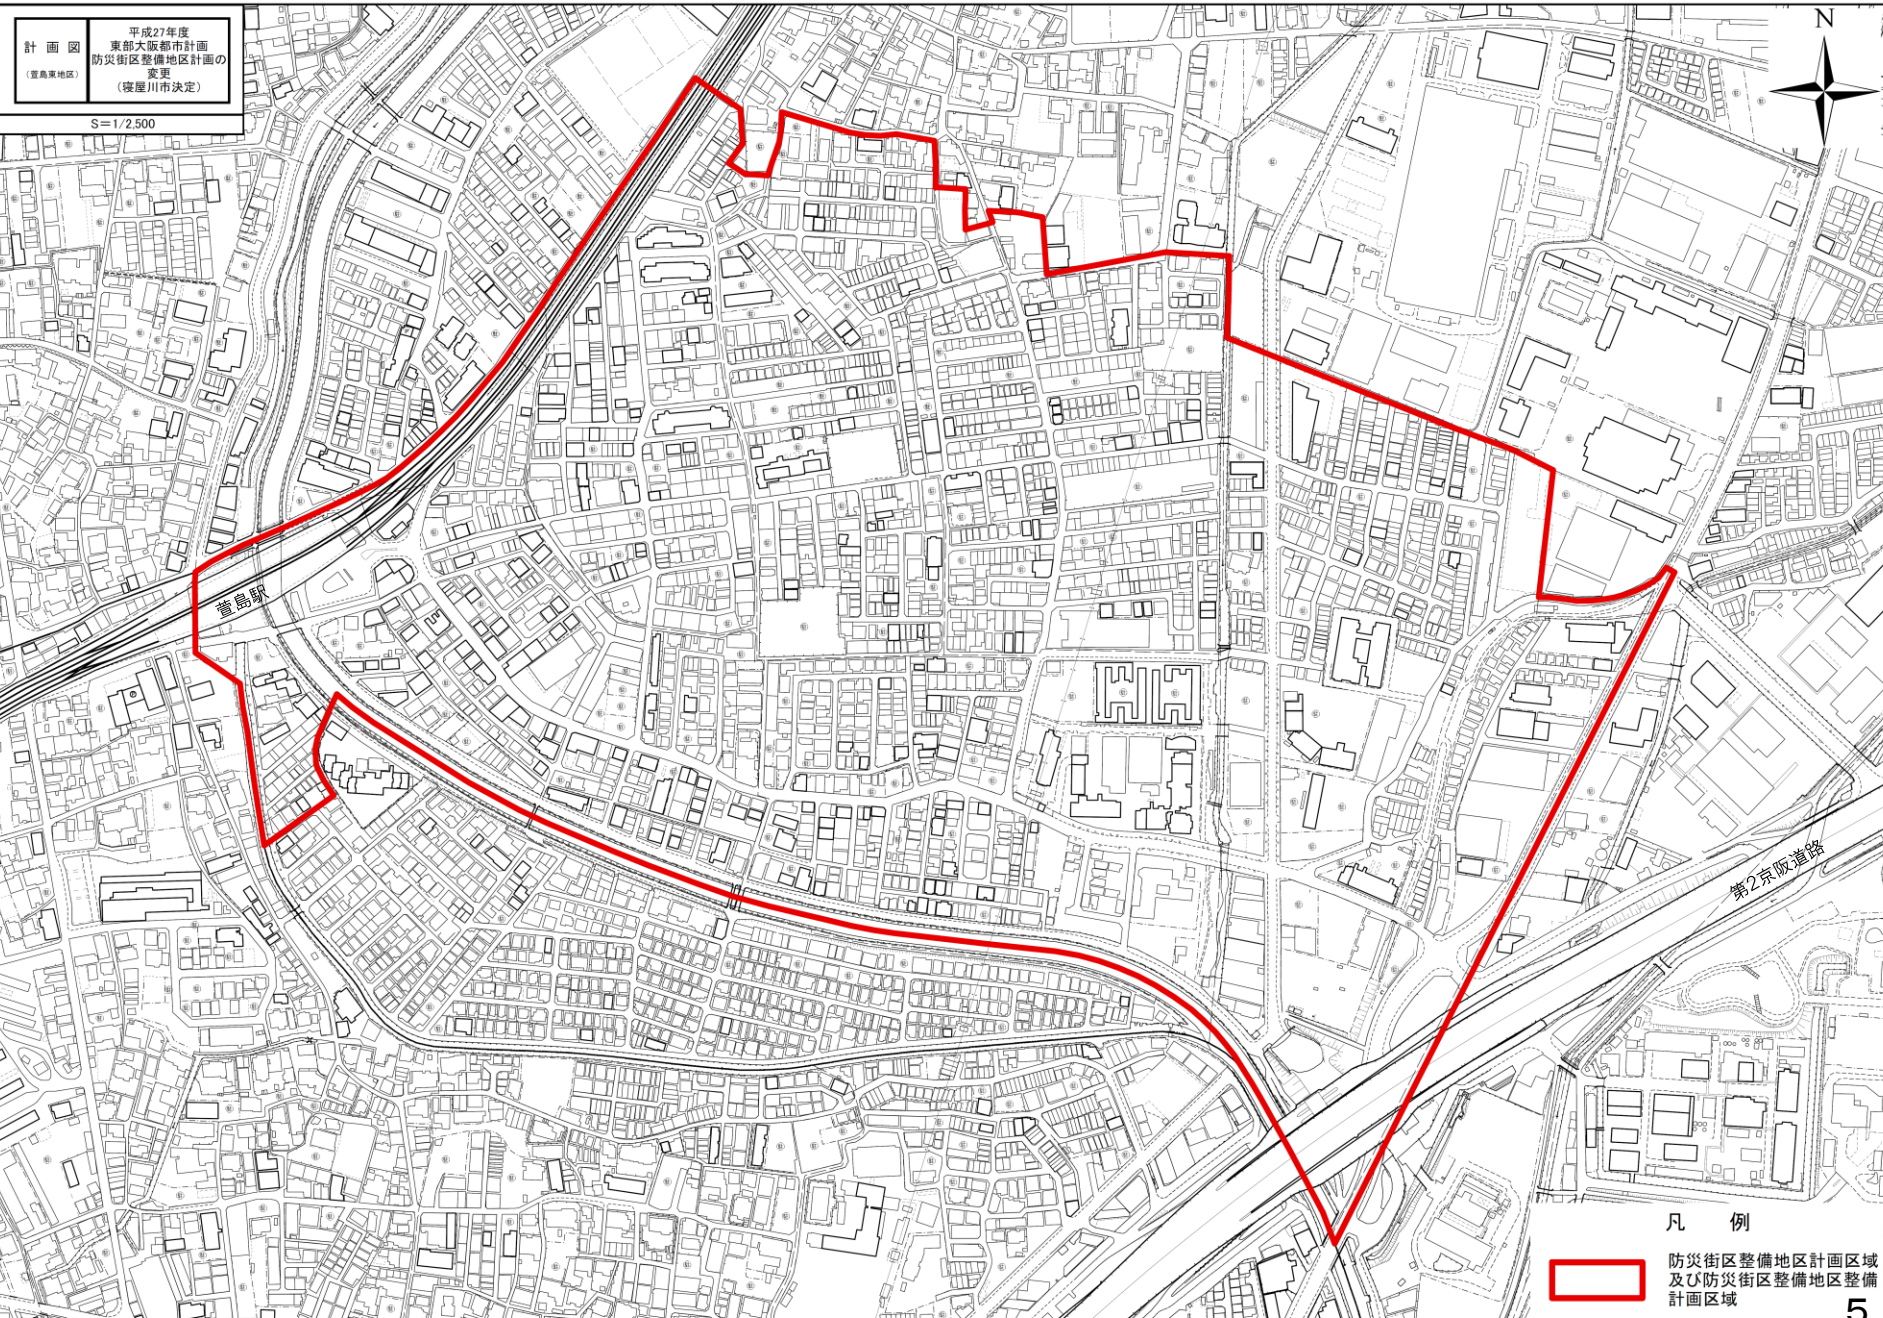 計画図
(萱島東地区)
平成27年度
東部大阪都市計画
防災街区整備地区計画の
変更
(寝屋川市決定)
S=1/2,500
N
萱島駅
第2京阪道路
凡 例
防災街区整備地区計画区域
及び防災街区整備地区整備
計画区域
5